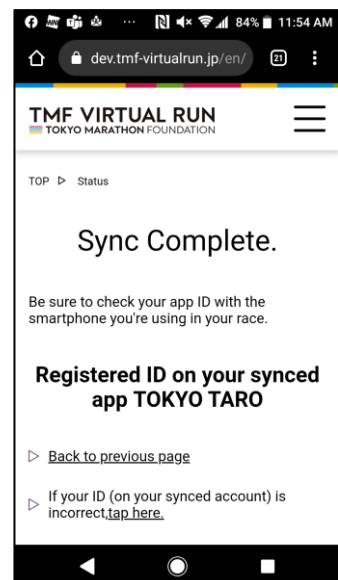 84% 11:54 AM
dev.tmf-virtualrun.jp/en/ 21
TMF VIRTUAL RUN
TOKYO MARATHON FOUNDATION
TOP ▷ Status
Sync Complete.
Be sure to check your app ID with the
smartphone you're using in your race.
Registered ID on your synced
app TOKYO TARO
Back to previous page
If your ID (on your synced account) is
incorrect,tap here.